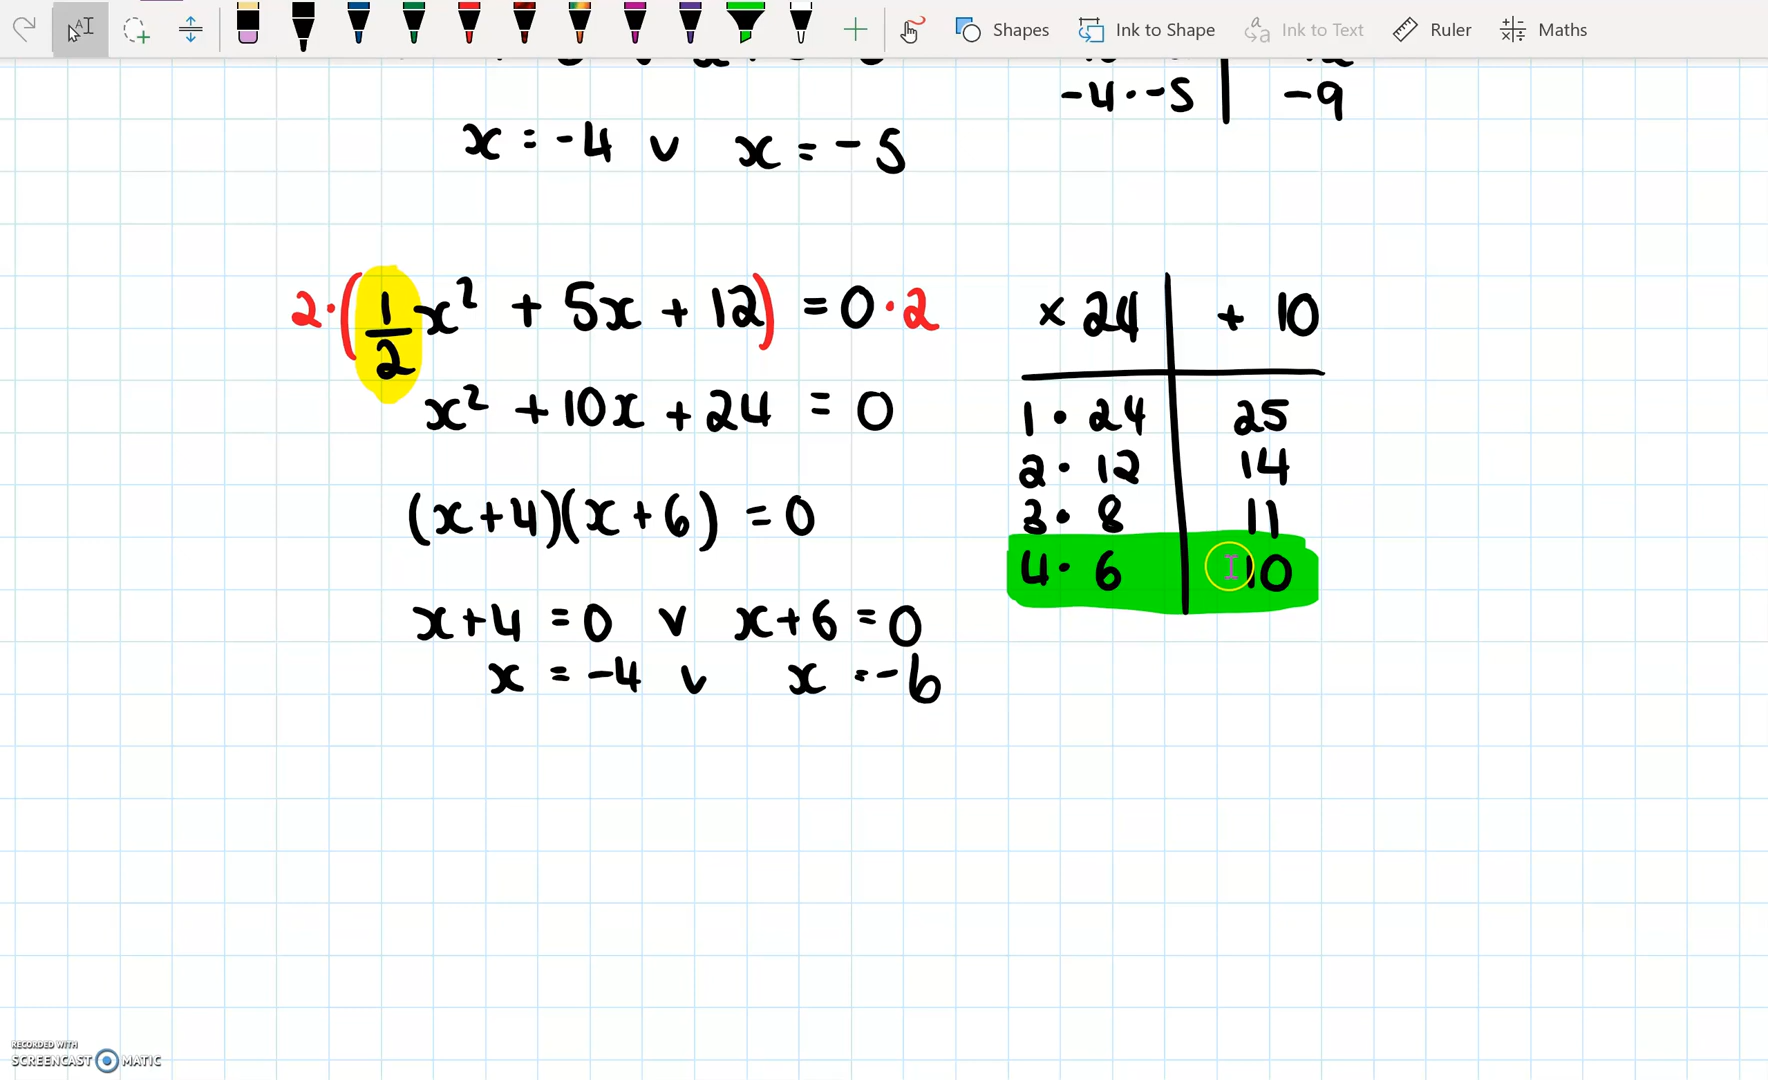 Shapes Ink to Shape Ink to Text Ruler Maths
-4 · -5 | -9
x = -4 v x = -5
2·(1/2x² + 5x + 12) = 0·2
x² + 10x + 24 = 0
(x+4)(x+6) = 0
x+4 = 0 v x+6 = 0
x = -4 v x = -6
× 24 | + 10
1 · 24 | 25
2 · 12 | 14
3 · 8 | 11
4 · 6 | 10
RECORDED WITH
SCREENCAST MATIC